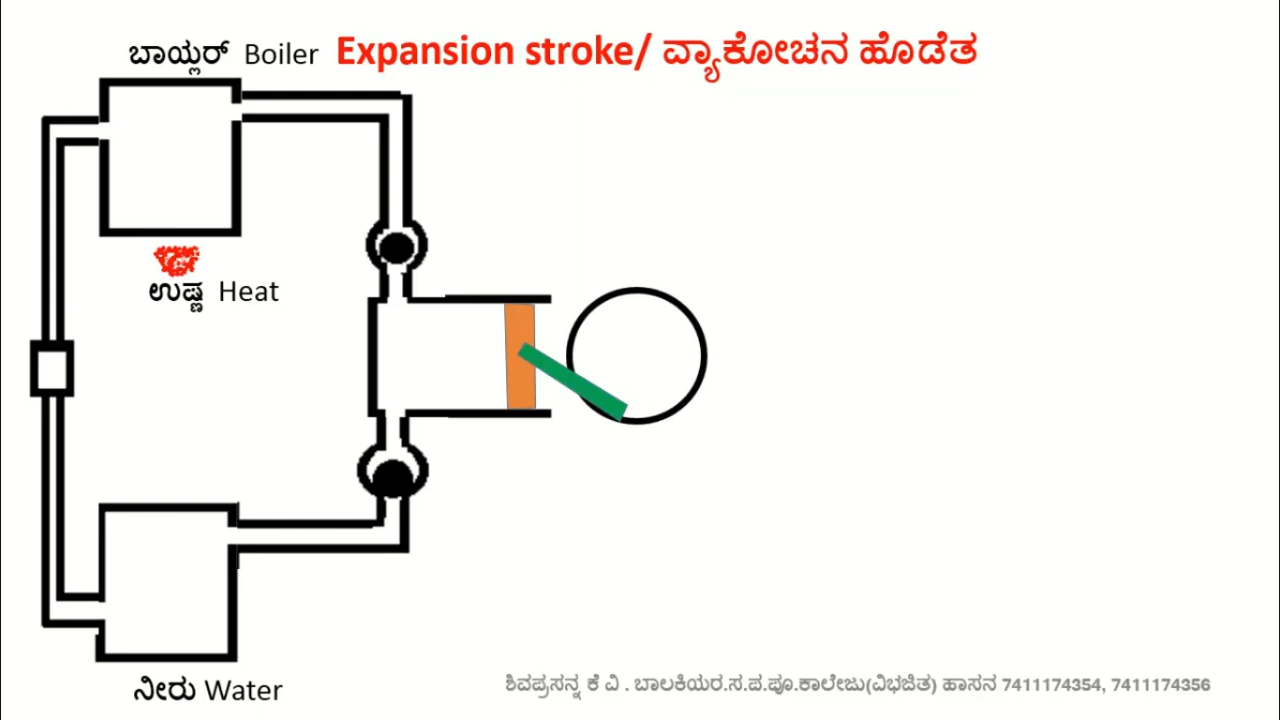 ಬಾಯ್ಲರ್ Boiler Expansion stroke/ ವ್ಯಾಕೋಚನ ಹೊಡೆತ
ಉಷ್ಣ Heat
ನೀರು Water
ಶಿವಪ್ರಸನ್ನ ಕೆ ವಿ . ಬಾಲಕಿಯರ.ಸ.ಪ.ಪೂ.ಕಾಲೇಜು(ವಿಭಜಿತ) ಹಾಸನ 7411174354, 7411174356